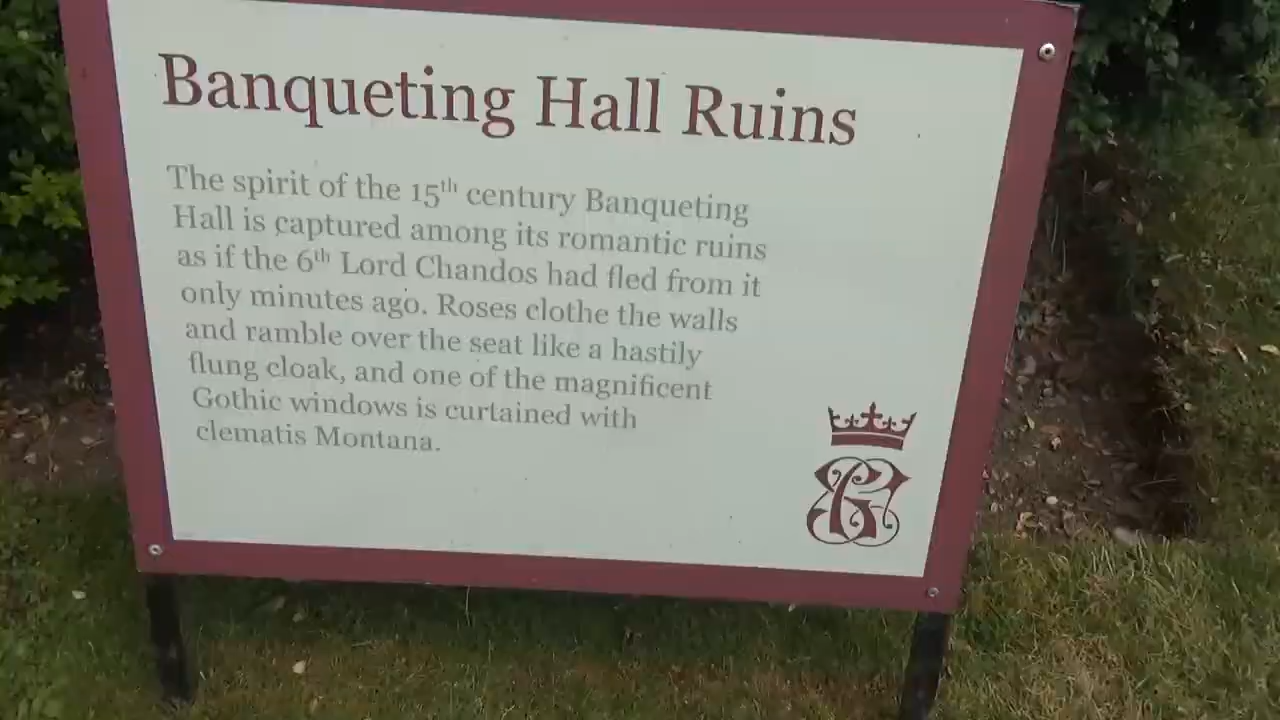 Banqueting Hall Ruins
The spirit of the 15th century Banqueting
Hall is captured among its romantic ruins
as if the 6th Lord Chandos had fled from it
only minutes ago. Roses clothe the walls
and ramble over the seat like a hastily
flung cloak, and one of the magnificent
Gothic windows is curtained with
clematis Montana.